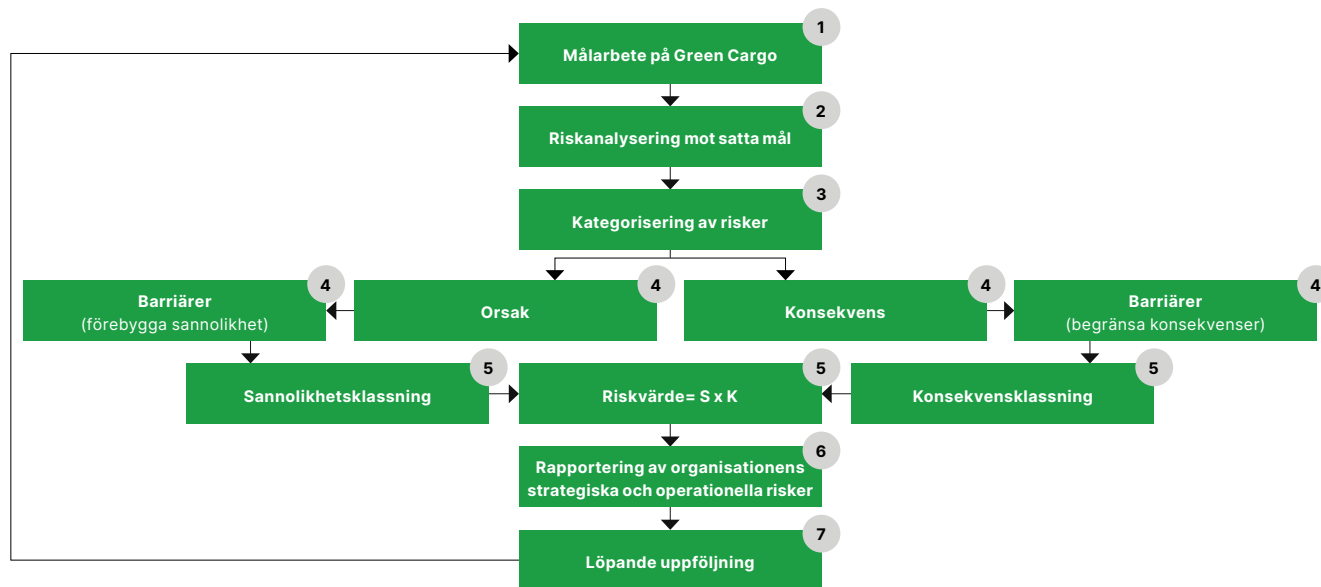 1
Målarbete på Green Cargo
2
Riskanalysering mot satta mål
3
Kategorisering av risker
4
Barriärer
(förebygga sannolikhet)
4
Orsak
4
Konsekvens
4
Barriärer
(begränsa konsekvenser)
5
Sannolikhetsklassning
5
Riskvärde= S x K
5
Konsekvensklassning
6
Rapportering av organisationens
strategiska och operationella risker
7
Löpande uppföljning